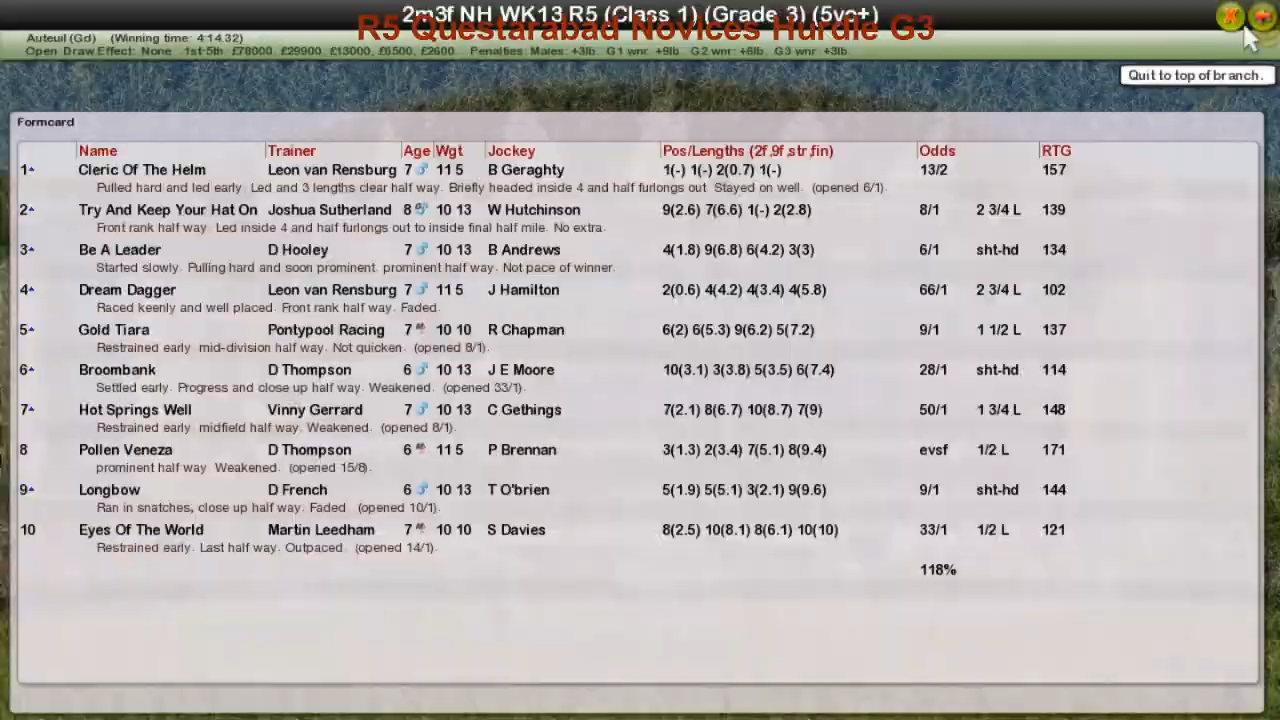 2m3f NH WK13 R5 (Class 1) (Grade 3) (5yo+)
R5 Questarabad Novices Hurdle G3
Auteuil (Gd) (Winning time: 4:14.32)
Open Draw Effect: None. 1st-5th £78000, £29900, £13000, £6500, £2600. Penalties: Males: +3lb. G1 wnr. +9lb G2 wnr: +6lb, G3 wnr: +3lb
Quit to top of branch.
Formcard
Name Trainer Age Wgt Jockey Pos/Lengths (2f,9f,str,fin) Odds RTG
1 Cleric Of The Helm Leon van Rensburg 7 11 5 B Geraghty 1(-) 1(-) 2(0.7) 1(-) 13/2 157
Pulled hard and led early. Led and 3 lengths clear half way. Briefly headed inside 4 and half furlongs out. Stayed on well. (opened 6/1).
2 Try And Keep Your Hat On Joshua Sutherland 8 10 13 W Hutchinson 9(2.6) 7(6.6) 1(-) 2(2.8) 8/1 2 3/4 L 139
Front rank half way. Led inside 4 and half furlongs out to inside final half mile. No extra.
3 Be A Leader D Hooley 7 10 13 B Andrews 4(1.8) 9(6.8) 6(4.2) 3(3) 6/1 sht-hd 134
Started slowly. Pulling hard and soon prominent. prominent half way. Not pace of winner.
4 Dream Dagger Leon van Rensburg 7 11 5 J Hamilton 2(0.6) 4(4.2) 4(3.4) 4(5.8) 66/1 2 3/4 L 102
Raced keenly and well placed. Front rank half way. Faded.
5 Gold Tiara Pontypool Racing 7 10 10 R Chapman 6(2) 6(5.3) 9(6.2) 5(7.2) 9/1 1 1/2 L 137
Restrained early. mid-division half way. Not quicken. (opened 8/1).
6 Broombank D Thompson 6 10 13 J E Moore 10(3.1) 3(3.8) 5(3.5) 6(7.4) 28/1 sht-hd 114
Settled early. Progress and close up half way. Weakened. (opened 33/1).
7 Hot Springs Well Vinny Gerrard 7 10 13 C Gethings 7(2.1) 8(6.7) 10(8.7) 7(9) 50/1 1 3/4 L 148
Restrained early. midfield half way. Weakened. (opened 8/1).
8 Pollen Veneza D Thompson 6 11 5 P Brennan 3(1.3) 2(3.4) 7(5.1) 8(9.4) evsf 1/2 L 171
prominent half way. Weakened. (opened 15/8).
9 Longbow D French 6 10 13 T O'brien 5(1.9) 5(5.1) 3(2.1) 9(9.6) 9/1 sht-hd 144
Ran in snatches, close up half way. Faded. (opened 10/1).
10 Eyes Of The World Martin Leedham 7 10 10 S Davies 8(2.5) 10(8.1) 8(6.1) 10(10) 33/1 1/2 L 121
Restrained early. Last half way. Outpaced. (opened 14/1).
118%